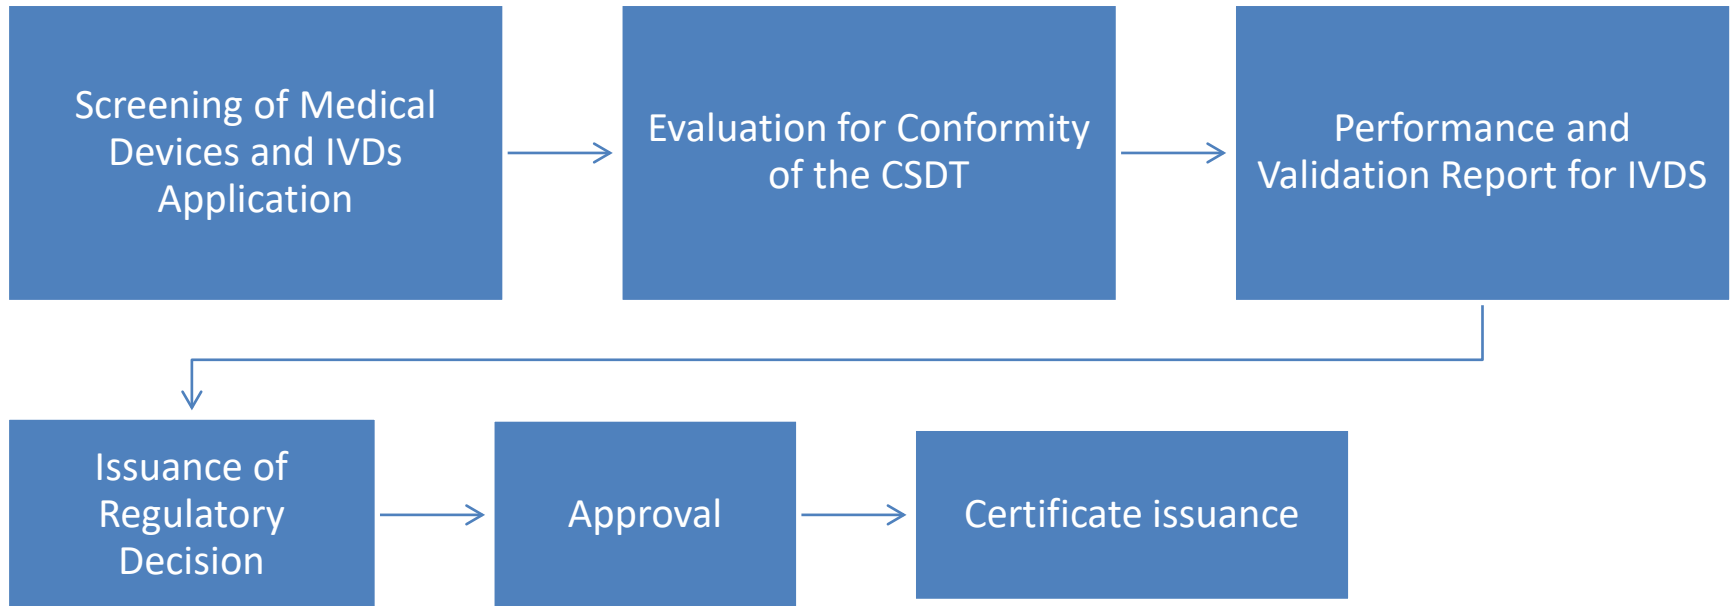 Screening of Medical
Devices and IVDs
Application
Evaluation for Conformity
of the CSDT
Performance and
Validation Report for IVDS
Issuance of
Regulatory
Decision
Approval
Certificate issuance